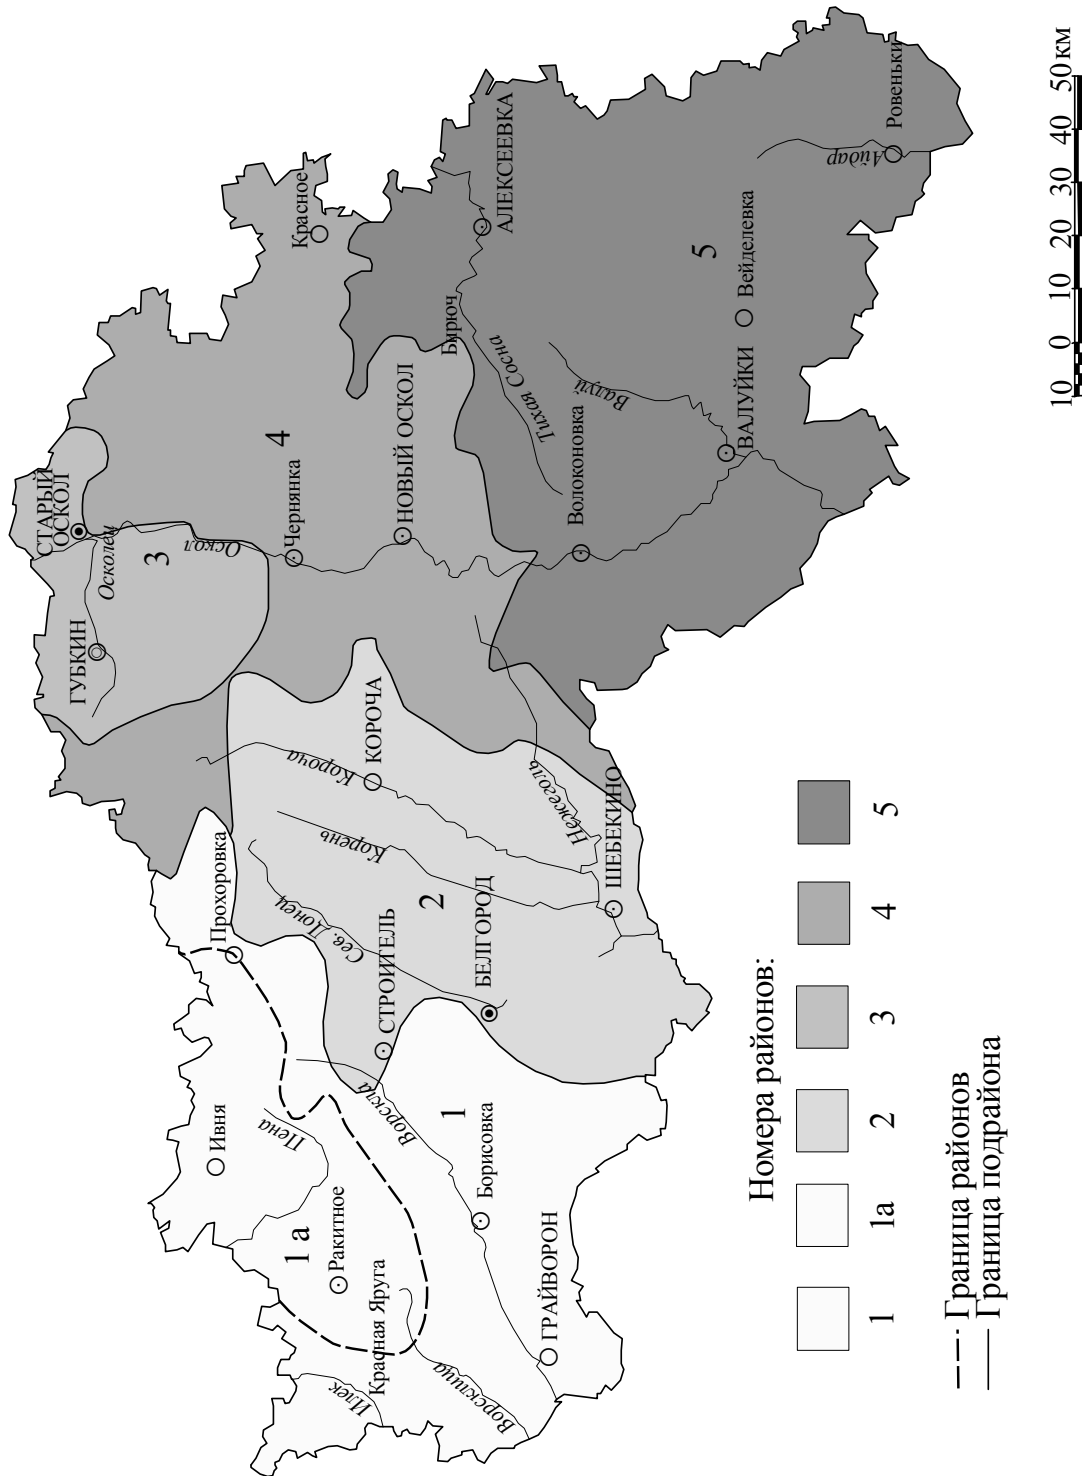 Прохоровка
Ивня
Пена
1 а
Ракитное
Красная Яруга
Илек
Ворсклица
Ворскла
1
Борисовка
ГРАЙВОРОН
СТРОИТЕЛЬ
Сев. Донец
БЕЛГОРОД
2
Корень
Короча
КОРОЧА
Нежеголь
ШЕБЕКИНО
ГУБКИН
Осколец
СТАРЫЙ
ОСКОЛ
3
Оскол
Чернянка
4
НОВЫЙ ОСКОЛ
Красное
Бирюч
АЛЕКСЕЕВКА
Тихая Сосна
Волоконовка
Валуй
ВАЛУЙКИ
5
Вейделевка
Айдар
Ровеньки
Номера районов:
1 1а 2 3 4 5
Граница районов
Граница подрайона
10 0 10 20 30 40 50 км